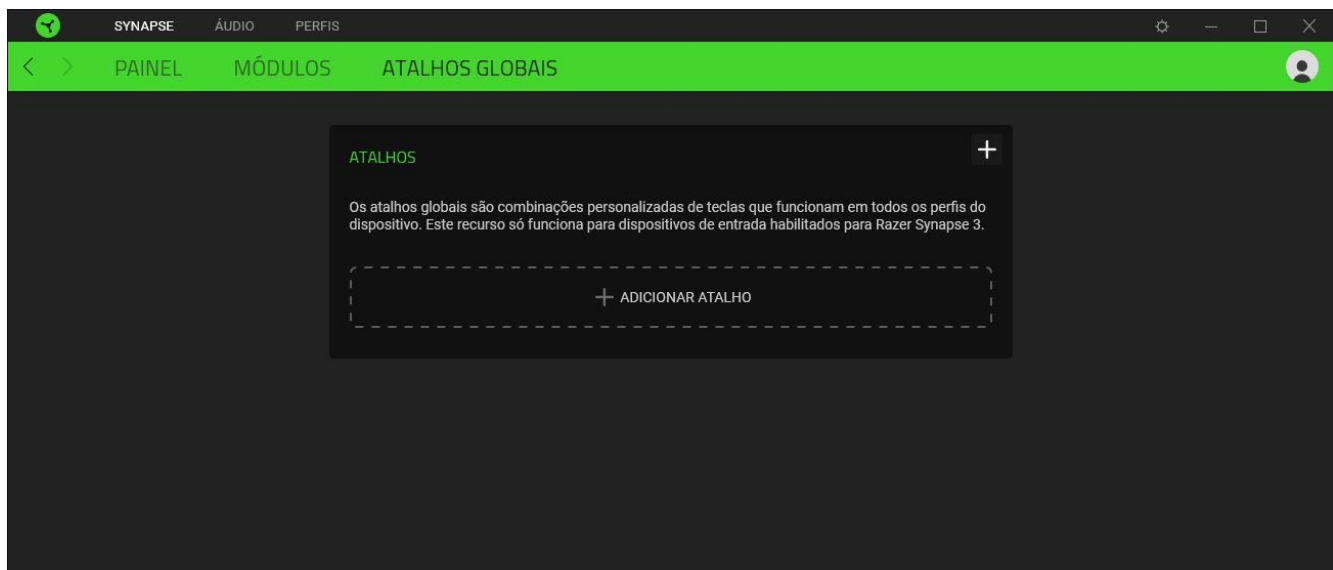 SYNAPSE ÁUDIO PERFIS
PAINEL MÓDULOS ATALHOS GLOBAIS
ATALHOS
Os atalhos globais são combinações personalizadas de teclas que funcionam em todos os perfis do
dispositivo. Este recurso só funciona para dispositivos de entrada habilitados para Razer Synapse 3.
ADICIONAR ATALHO